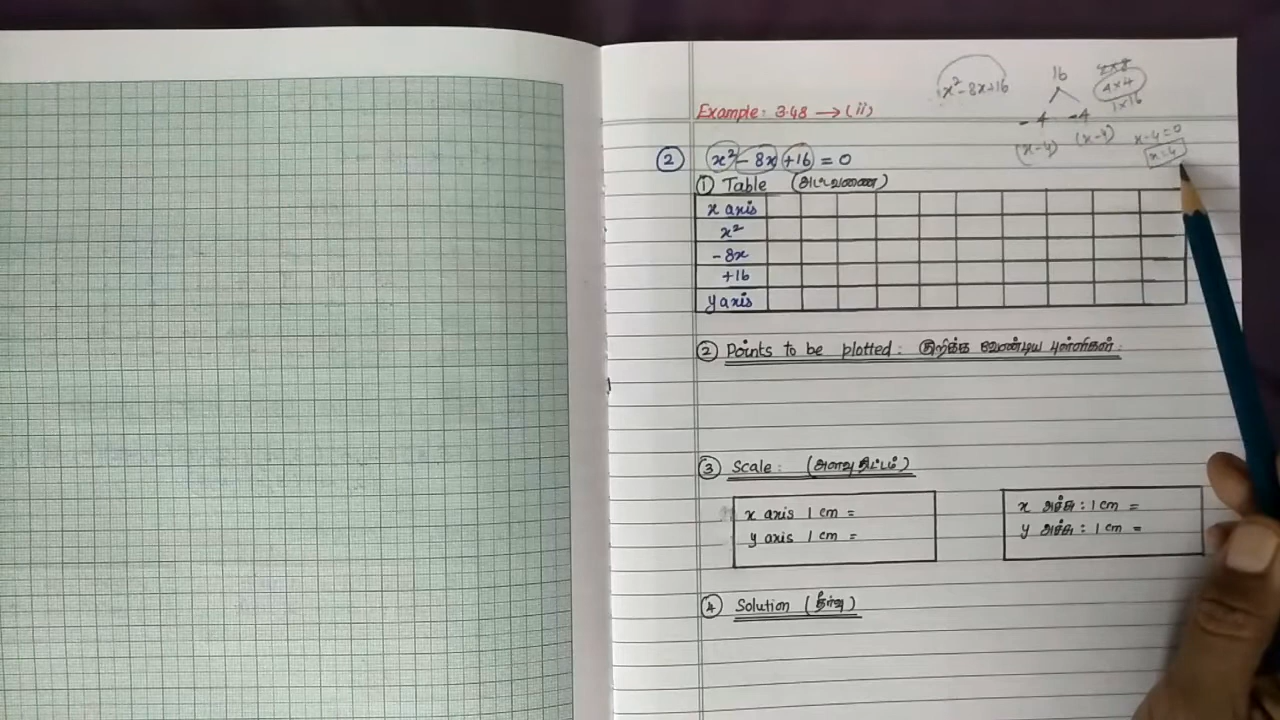 x²-8x+16
16
2×8
4×4
1×16
-4 -4
(x-4) (x-4)
x-4=0
x=4
Example: 3.48 → (ii)
② x² - 8x + 16 = 0
① Table (அட்டவணை)
x axis
x²
-8x
+16
y axis
② Points to be plotted: குறிக்க வேண்டிய புள்ளிகள்:
③ Scale: (அளவுதிட்டம்)
x axis 1 cm =
y axis 1 cm =
x அச்சு : 1 cm =
y அச்சு : 1 cm =
④ Solution (தீர்வு)